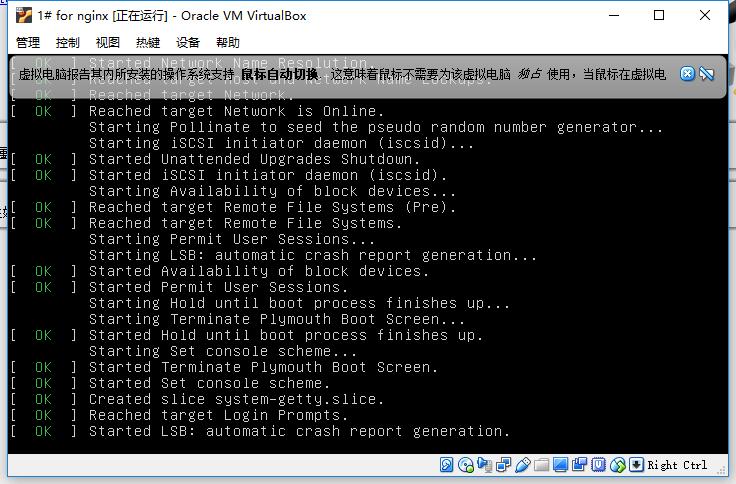 1# for nginx [正在运行] - Oracle VM VirtualBox
管理 控制 视图 热键 设备 帮助
OK ] Started Network Name Resolution.
虚拟电脑报告其内所安装的操作系统支持 鼠标自动切换. 这意味着鼠标不需要为该虚拟电脑 独占 使用，当鼠标在虚拟电
[ OK ] Reached target Network.
[ OK ] Reached target Network is Online.
Starting Pollinate to seed the pseudo random number generator...
Starting iSCSI initiator daemon (iscsid)...
[ OK ] Started Unattended Upgrades Shutdown.
[ OK ] Started iSCSI initiator daemon (iscsid).
Starting Availability of block devices...
[ OK ] Reached target Remote File Systems (Pre).
[ OK ] Reached target Remote File Systems.
Starting Permit User Sessions...
Starting LSB: automatic crash report generation...
[ OK ] Started Availability of block devices.
[ OK ] Started Permit User Sessions.
Starting Hold until boot process finishes up...
Starting Terminate Plymouth Boot Screen...
[ OK ] Started Hold until boot process finishes up.
Starting Set console scheme...
[ OK ] Started Terminate Plymouth Boot Screen.
[ OK ] Started Set console scheme.
[ OK ] Created slice system-getty.slice.
[ OK ] Reached target Login Prompts.
[ OK ] Started LSB: automatic crash report generation.
Right Ctrl